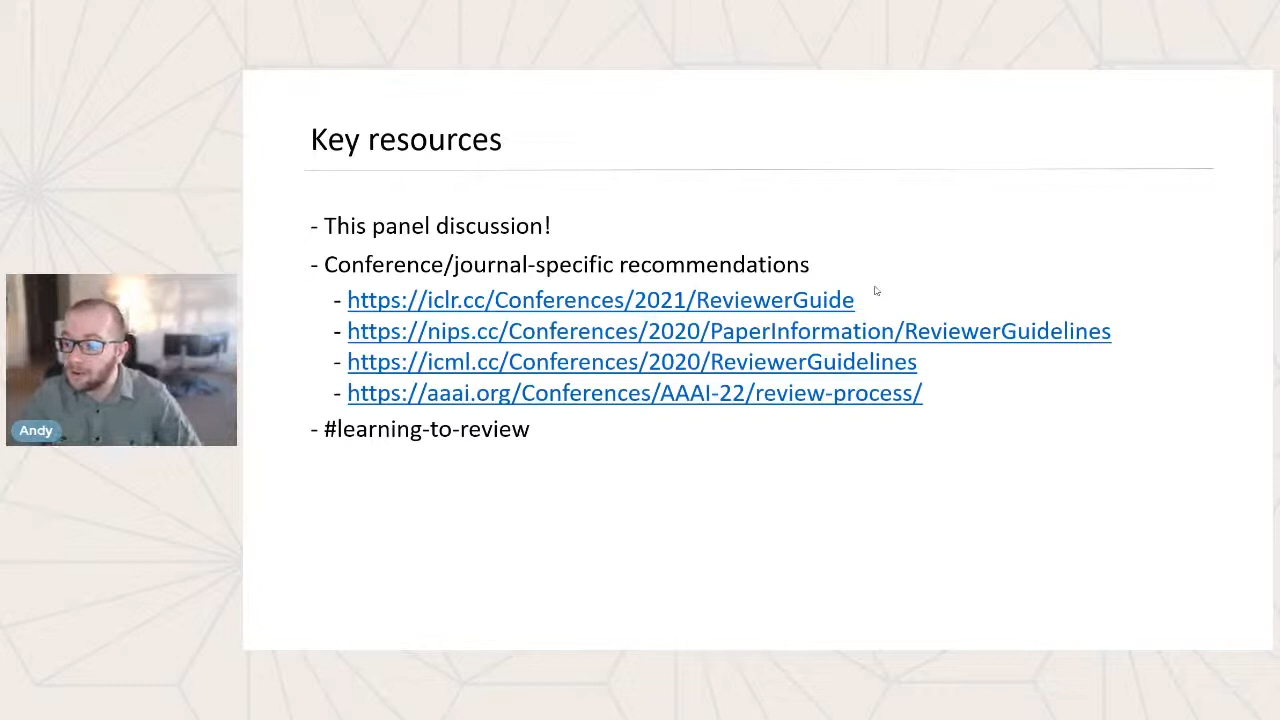 Key resources
- This panel discussion!
- Conference/journal-specific recommendations
- https://iclr.cc/Conferences/2021/ReviewerGuide
- https://nips.cc/Conferences/2020/PaperInformation/ReviewerGuidelines
- https://icml.cc/Conferences/2020/ReviewerGuidelines
- https://aaai.org/Conferences/AAAI-22/review-process/
- #learning-to-review
Andy